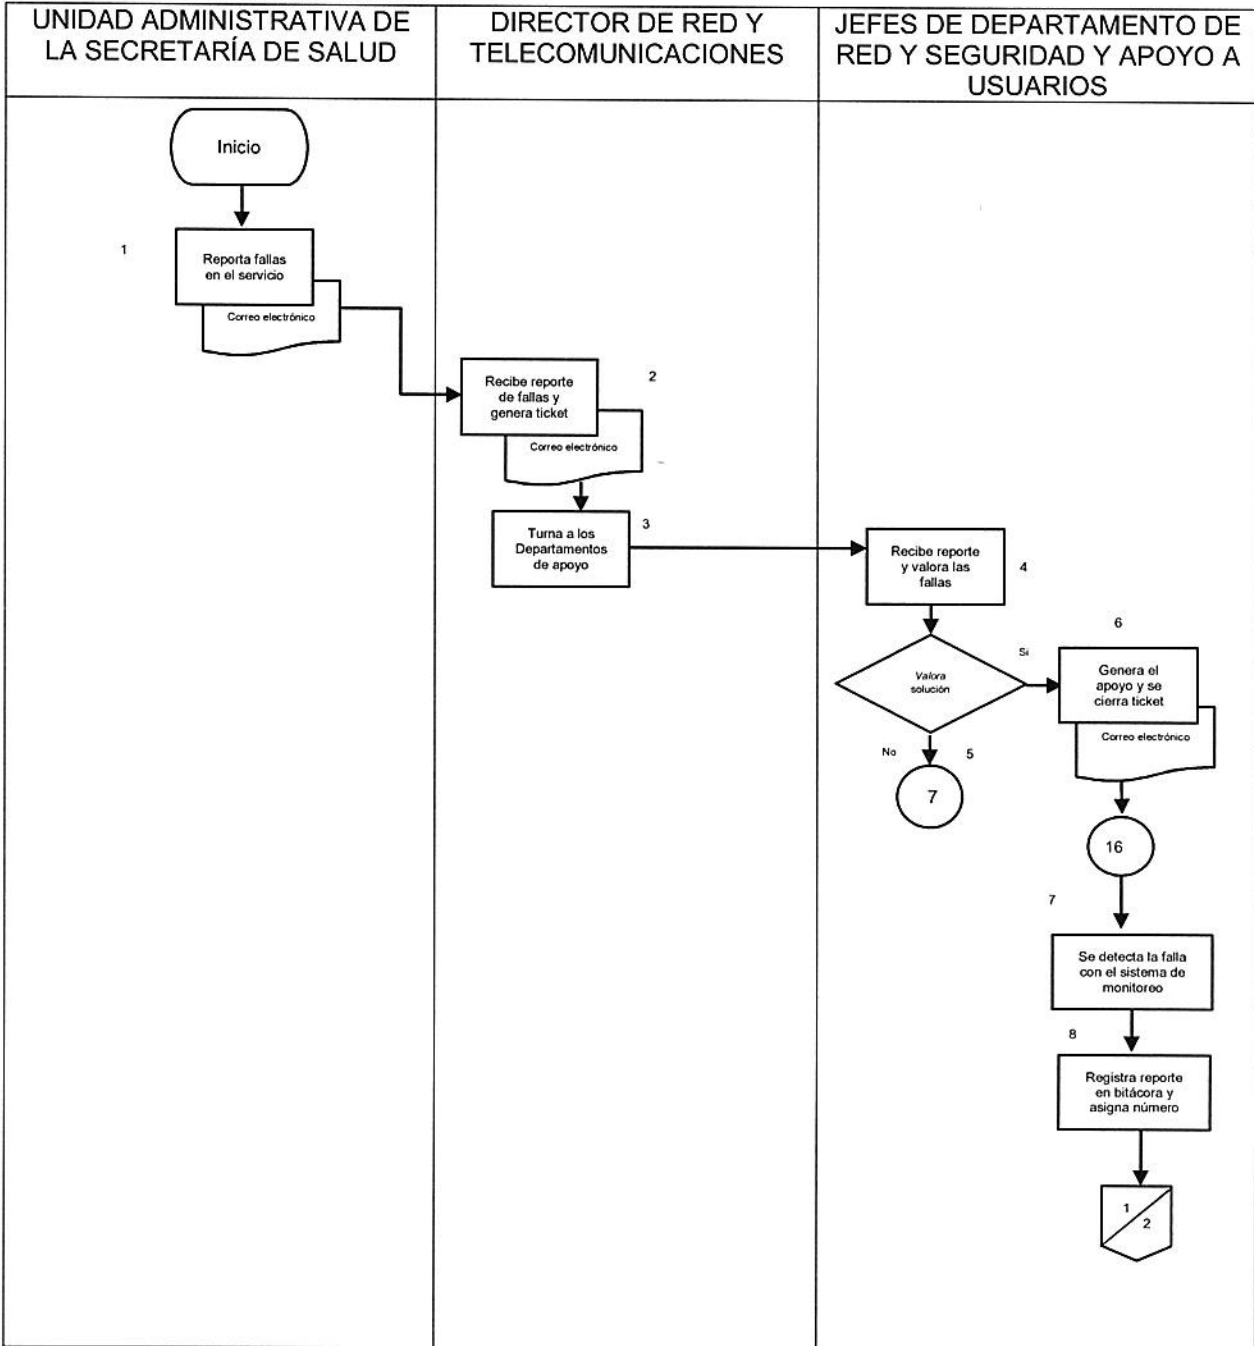 UNIDAD ADMINISTRATIVA DE
LA SECRETARÍA DE SALUD
DIRECTOR DE RED Y
TELECOMUNICACIONES
JEFES DE DEPARTAMENTO DE
RED Y SEGURIDAD Y APOYO A
USUARIOS
Inicio
1
Reporta fallas
en el servicio
Correo electrónico
Recibe reporte
de fallas y
genera ticket
2
Correo electrónico
Turna a los
Departamentos
de apoyo
3
Recibe reporte
y valora las
fallas
4
Valora
solución
Si
6
Genera el
apoyo y se
cierra ticket
Correo electrónico
No
5
7
16
7
Se detecta la falla
con el sistema de
monitoreo
8
Registra reporte
en bitácora y
asigna número
1
2